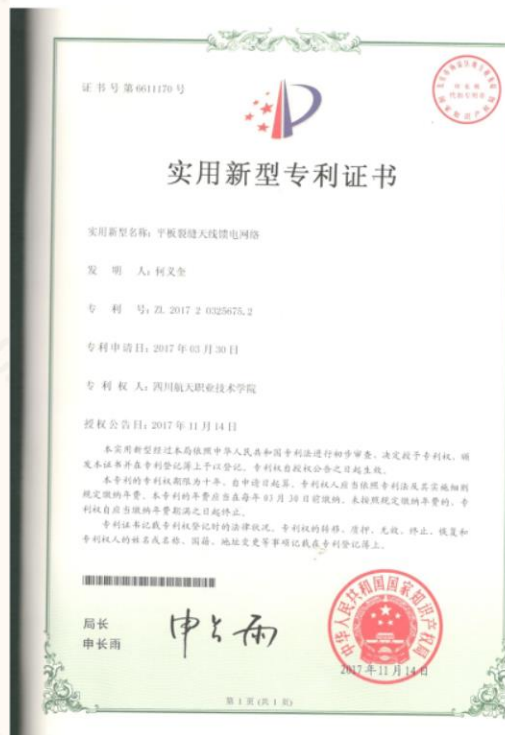 证书号第6611170号
实用新型专利证书
实用新型名称：平板裂缝天线馈电网络
发 明 人：何义奎
专 利 号：ZL 2017 2 0325675.2
专利申请日：2017年03月30日
专 利 权 人：四川航天职业技术学院
授权公告日：2017年11月14日
本实用新型经过本局依照中华人民共和国专利法进行初步审查，决定授予专利权，颁
发本证书并在专利登记簿上予以登记。专利权自授权公告之日起生效。
本专利的专利权期限为十年，自申请日起算。专利权人应当依照专利法及其实施细则
规定缴纳年费。本专利的年费应当在每年03月30日前缴纳。未按照规定缴纳年费的，专
利权自应当缴纳年费期满之日起终止。
专利证书记载专利权登记时的法律状况。专利权的转移、质押、无效、终止、恢复和
专利权人的姓名或名称、国籍、地址变更等事项记载在专利登记簿上。
局长
申长雨
申长雨
中华人民共和国国家知识产权局
2017年11月14日
第 1 页 (共 1 页)